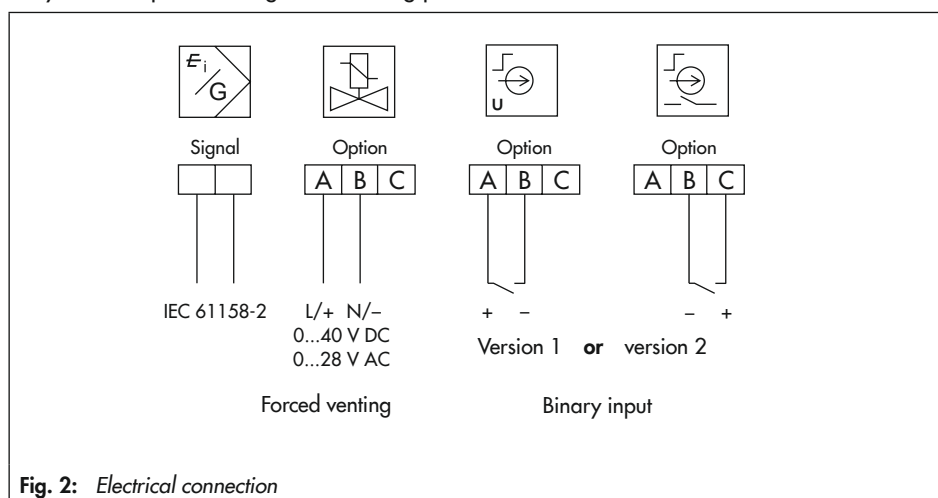 E i
/G
U
Signal Option Option Option
A B C A B C A B C
IEC 61158-2 L/+ N/– + – – +
0...40 V DC
0...28 V AC
Version 1 or version 2
Forced venting Binary input
Fig. 2: Electrical connection